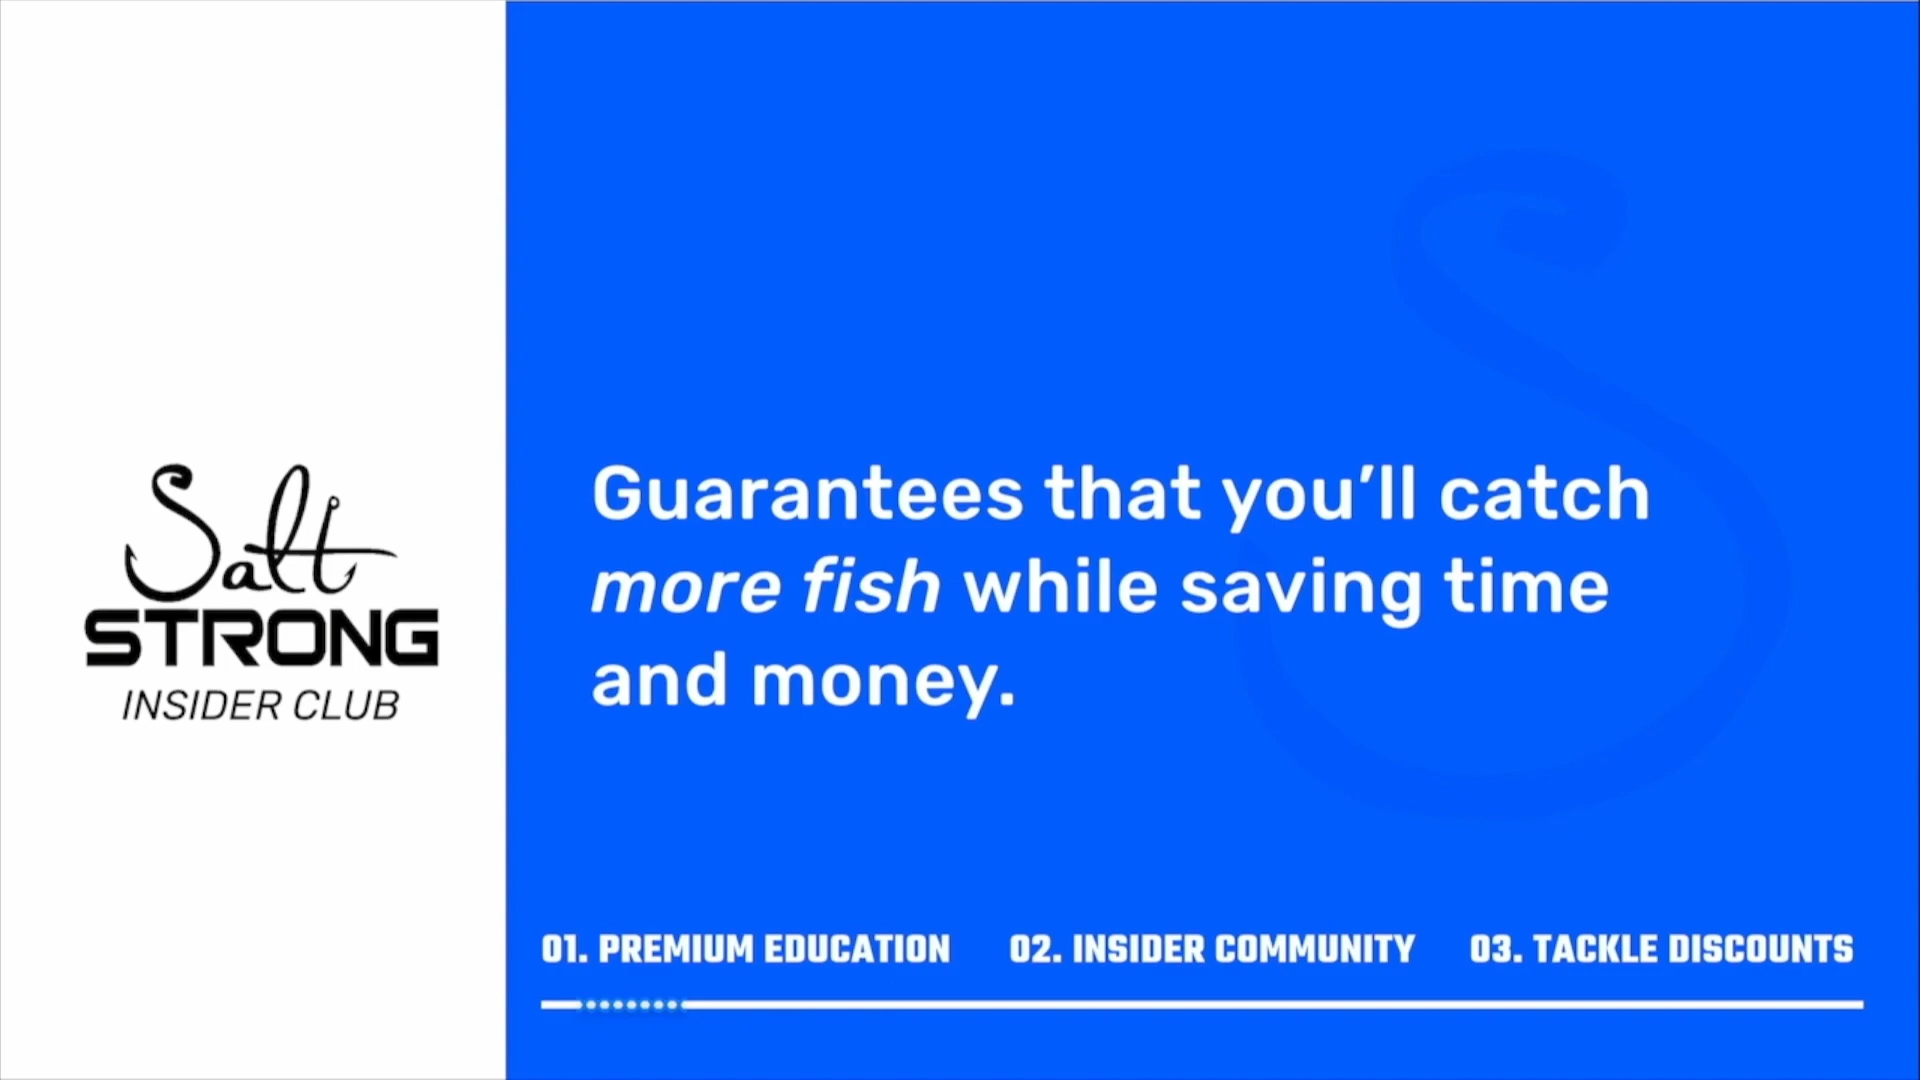 Salt
STRONG
INSIDER CLUB
Guarantees that you’ll catch
more fish while saving time
and money.
01. PREMIUM EDUCATION 02. INSIDER COMMUNITY 03. TACKLE DISCOUNTS